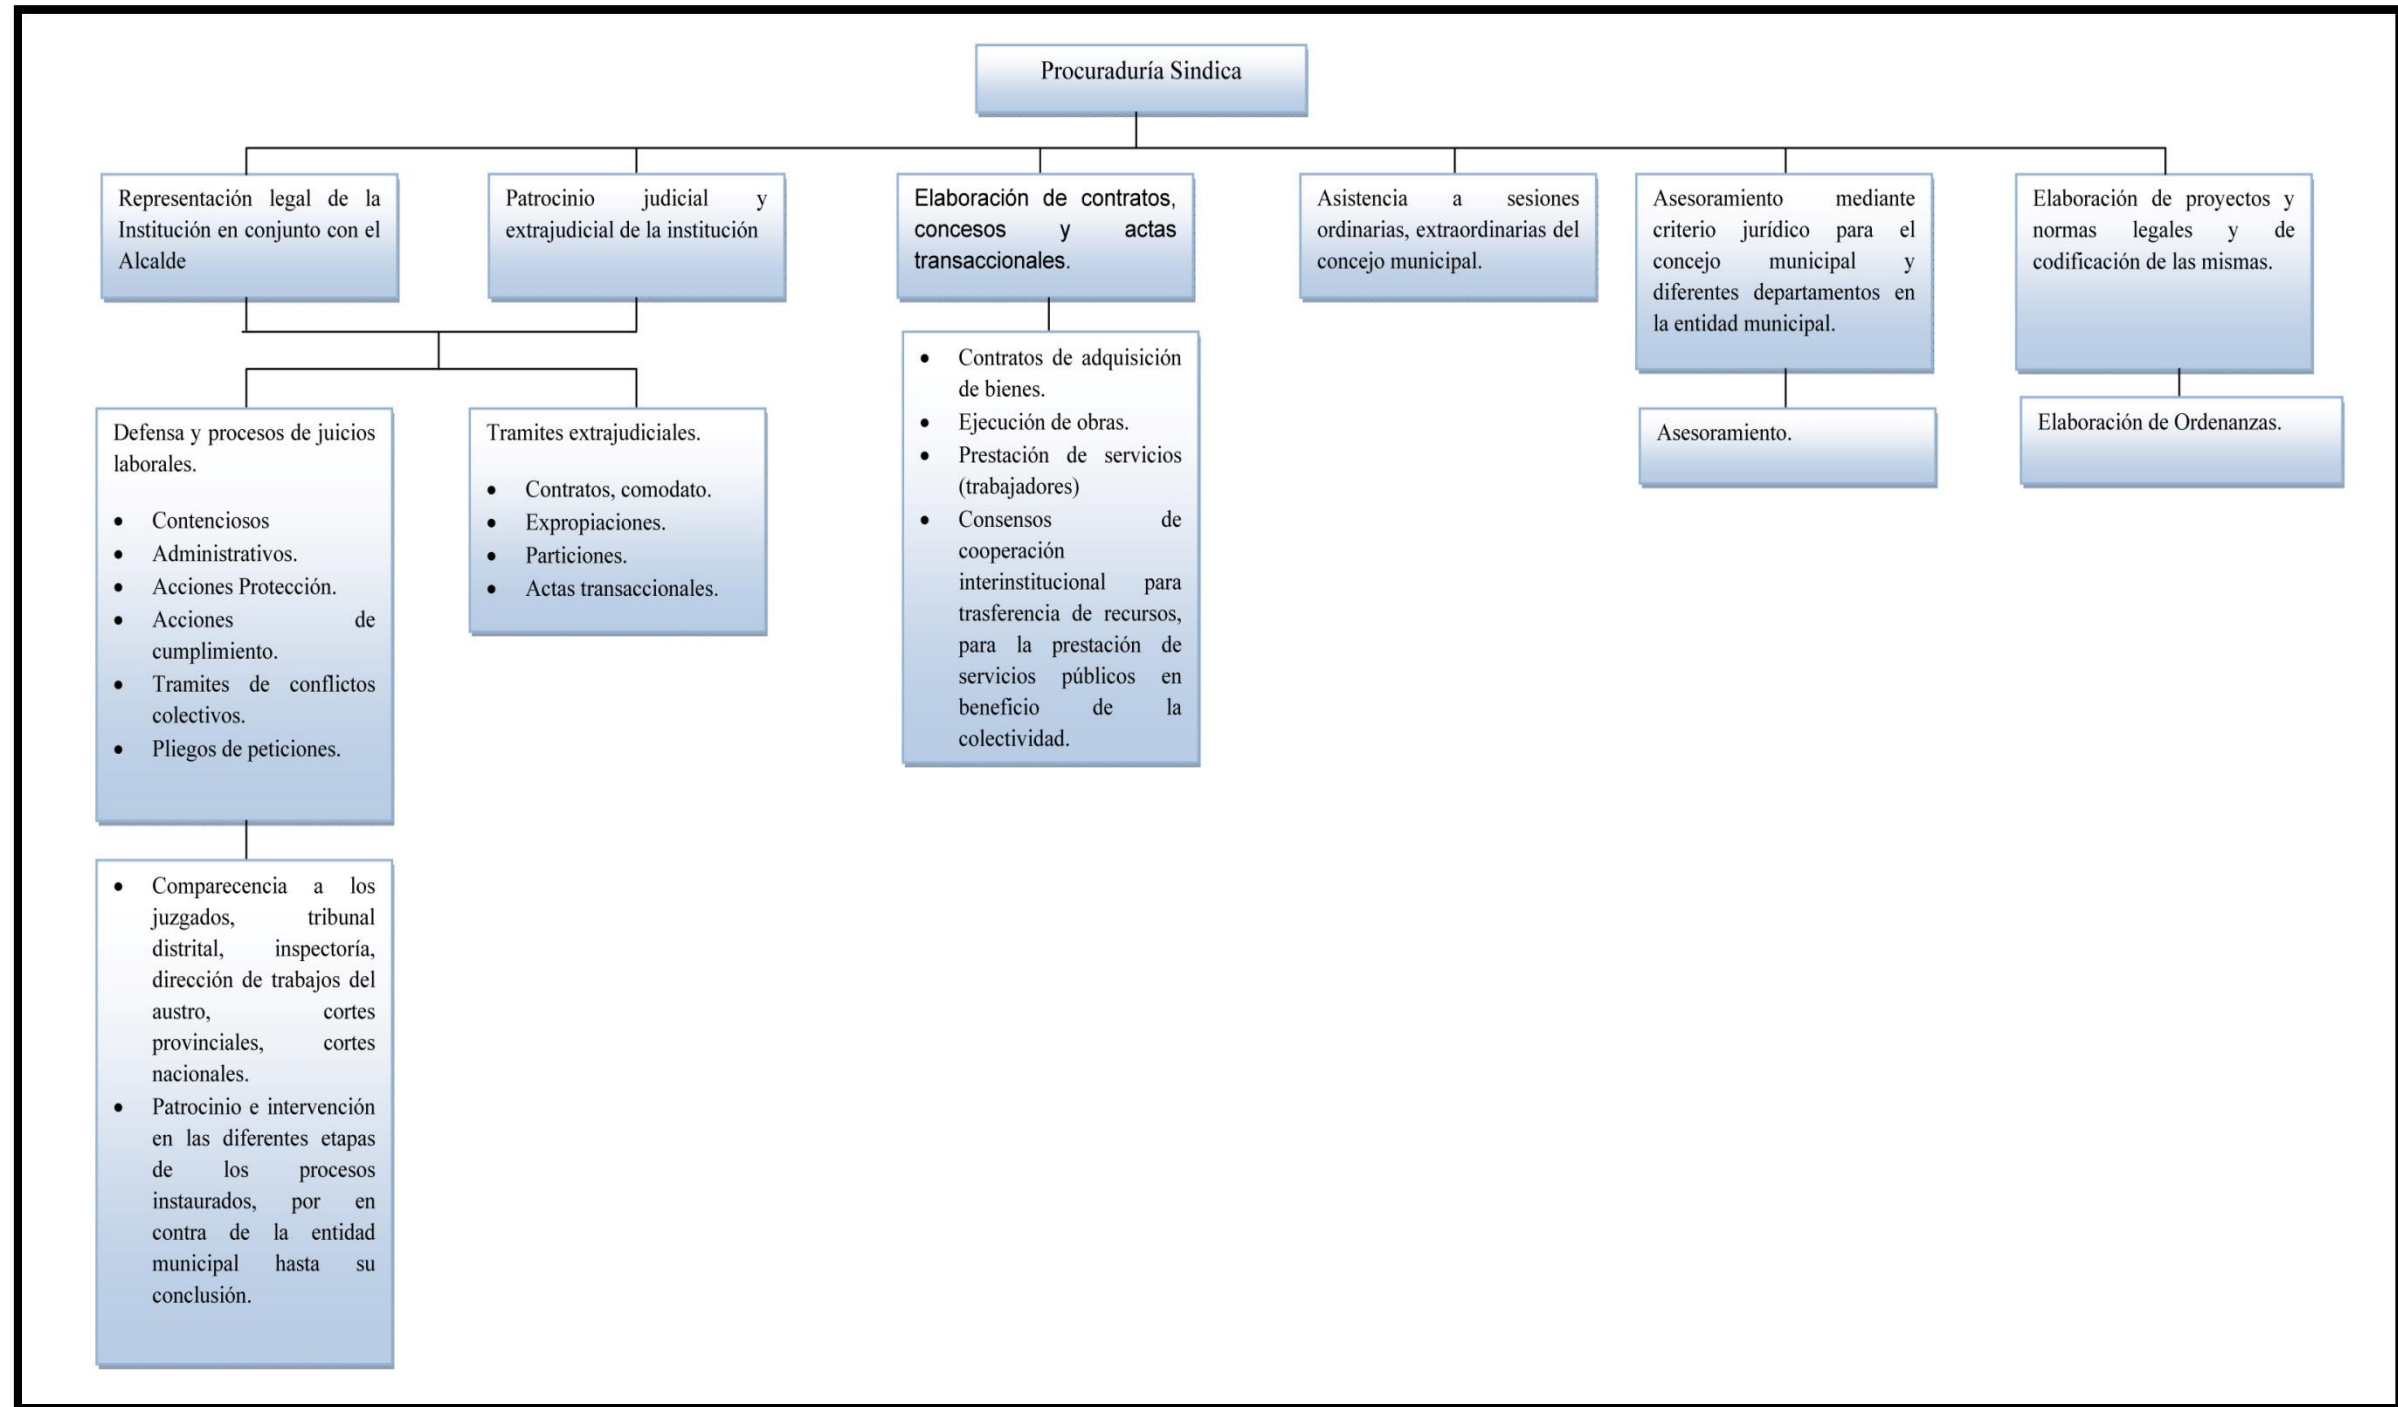 Procuraduría Sindica
Representación legal de la
Institución en conjunto con el
Alcalde
Patrocinio judicial y
extrajudicial de la institución
Elaboración de contratos,
concesos y actas
transaccionales.
Asistencia a sesiones
ordinarias, extraordinarias del
concejo municipal.
Asesoramiento mediante
criterio jurídico para el
concejo municipal y
diferentes departamentos en
la entidad municipal.
Elaboración de proyectos y
normas legales y de
codificación de las mismas.
Defensa y procesos de juicios
laborales.
• Contenciosos
• Administrativos.
• Acciones Protección.
• Acciones de
cumplimiento.
• Tramites de conflictos
colectivos.
• Pliegos de peticiones.
Tramites extrajudiciales.
• Contratos, comodato.
• Expropiaciones.
• Particiones.
• Actas transaccionales.
• Contratos de adquisición
de bienes.
• Ejecución de obras.
• Prestación de servicios
(trabajadores)
• Consensos de
cooperación
interinstitucional para
trasferencia de recursos,
para la prestación de
servicios públicos en
beneficio de la
colectividad.
Asesoramiento.
Elaboración de Ordenanzas.
• Comparecencia a los
juzgados, tribunal
distrital, inspectoría,
dirección de trabajos del
austro, cortes
provinciales, cortes
nacionales.
• Patrocinio e intervención
en las diferentes etapas
de los procesos
instaurados, por en
contra de la entidad
municipal hasta su
conclusión.